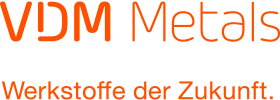 VDM Metals
Werkstoffe der Zukunft.